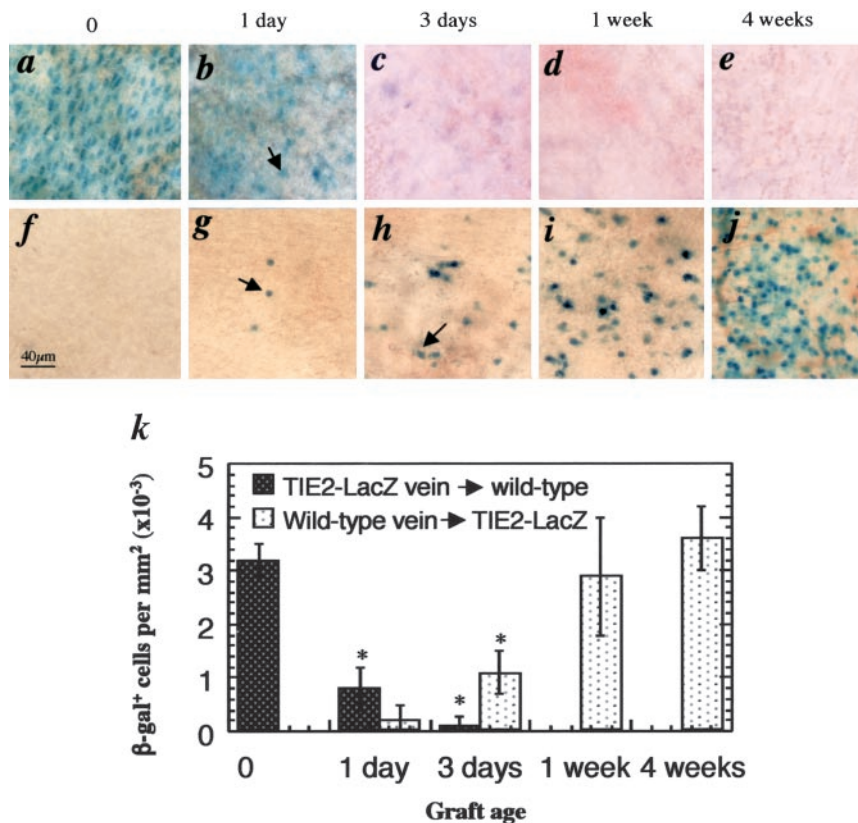 0 1 day 3 days 1 week 4 weeks
a b c d e
f g h i j
40µm
k
5
TIE2-LacZ vein → wild-type
Wild-type vein → TIE2-LacZ
4
3
2
* * *
1
0
β-gal⁺ cells per mm² (x10⁻³)
0 1 day 3 days 1 week 4 weeks
Graft age